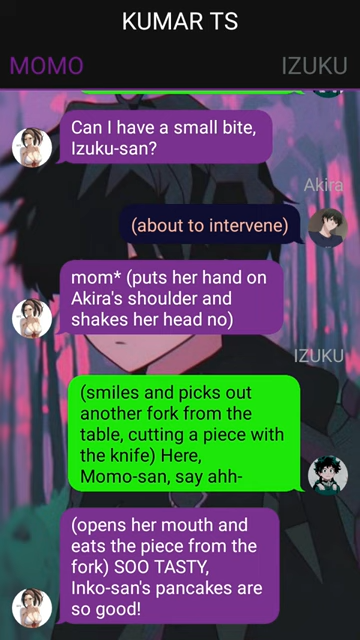 KUMAR TS
MOMO
IZUKU
Can I have a small bite,
Izuku-san?
Akira
(about to intervene)
mom* (puts her hand on
Akira's shoulder and
shakes her head no)
IZUKU
(smiles and picks out
another fork from the
table, cutting a piece with
the knife) Here,
Momo-san, say ahh-
(opens her mouth and
eats the piece from the
fork) SOO TASTY,
Inko-san's pancakes are
so good!